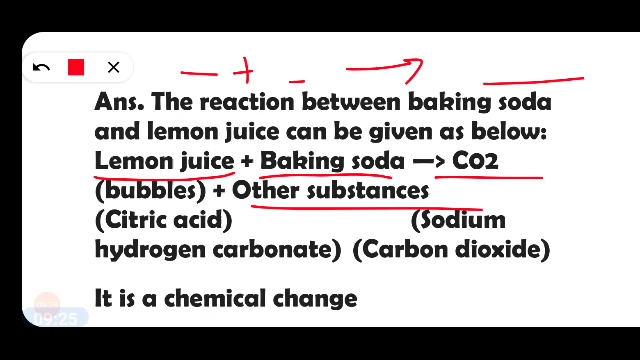 Ans. The reaction between baking soda
and lemon juice can be given as below:
Lemon juice + Baking soda —> CO2
(bubbles) + Other substances
(Citric acid) (Sodium
hydrogen carbonate) (Carbon dioxide)
It is a chemical change
09:25